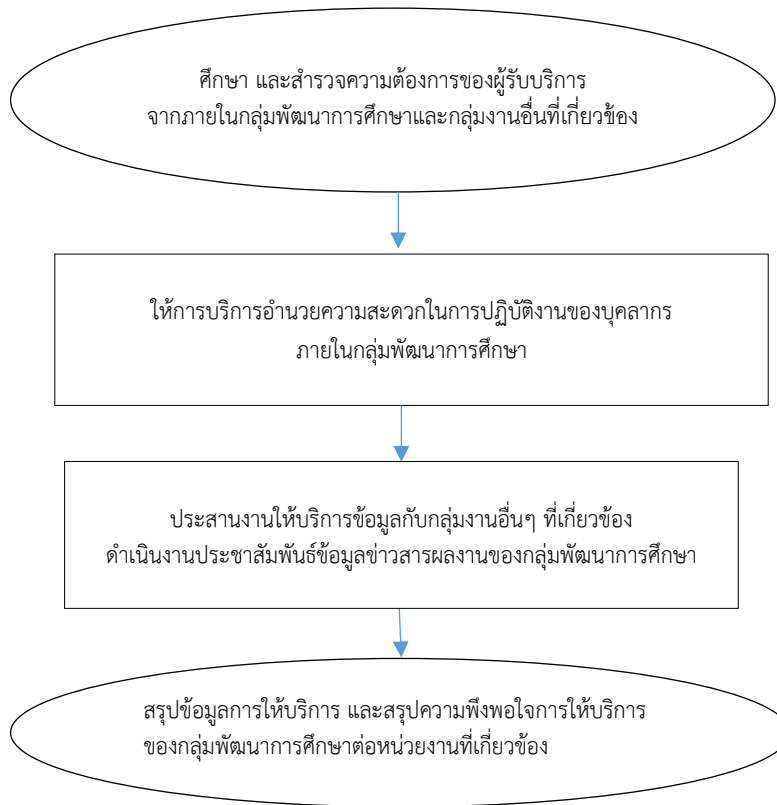 ศึกษา และสำรวจความต้องการของผู้รับบริการ
จากภายในกลุ่มพัฒนาการศึกษาและกลุ่มงานอื่นที่เกี่ยวข้อง
ให้การบริการอำนวยความสะดวกในการปฏิบัติงานของบุคลากร
ภายในกลุ่มพัฒนาการศึกษา
ประสานงานให้บริการข้อมูลกับกลุ่มงานอื่นๆ ที่เกี่ยวข้อง
ดำเนินงานประชาสัมพันธ์ข้อมูลข่าวสารผลงานของกลุ่มพัฒนาการศึกษา
สรุปข้อมูลการให้บริการ และสรุปความพึงพอใจการให้บริการ
ของกลุ่มพัฒนาการศึกษาต่อหน่วยงานที่เกี่ยวข้อง